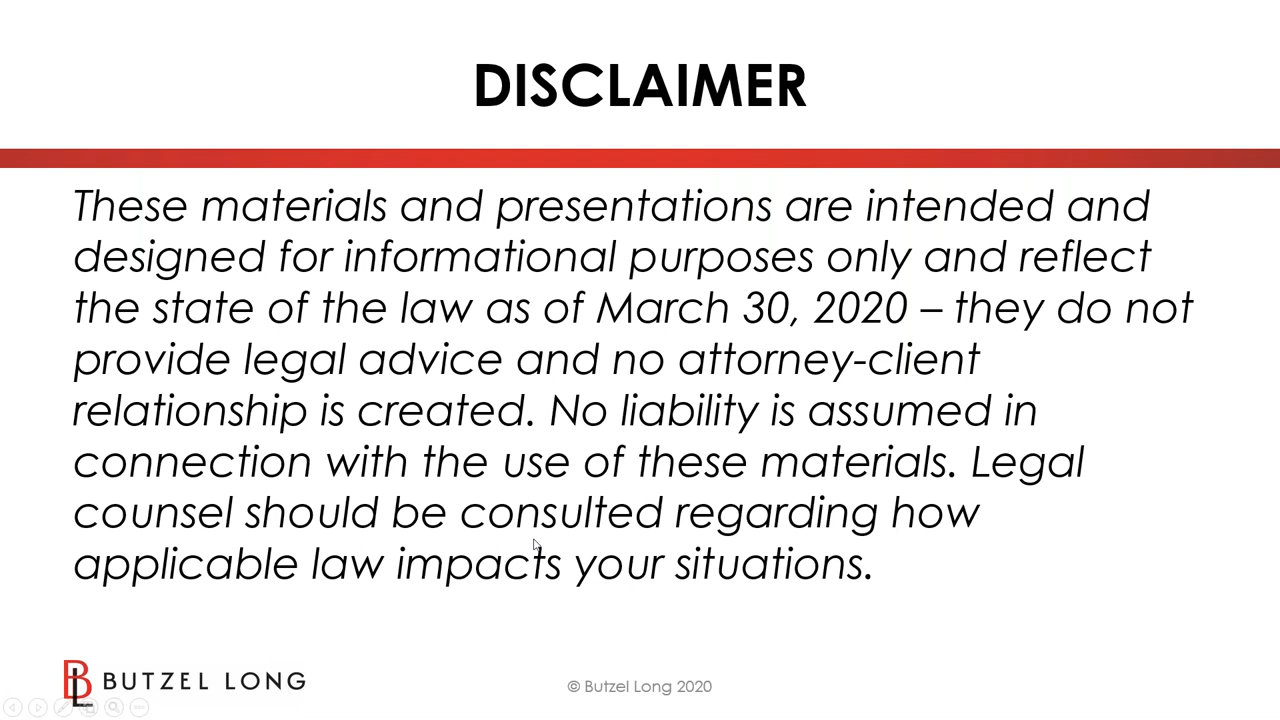 DISCLAIMER
These materials and presentations are intended and
designed for informational purposes only and reflect
the state of the law as of March 30, 2020 – they do not
provide legal advice and no attorney-client
relationship is created. No liability is assumed in
connection with the use of these materials. Legal
counsel should be consulted regarding how
applicable law impacts your situations.
BL BUTZEL LONG
© Butzel Long 2020